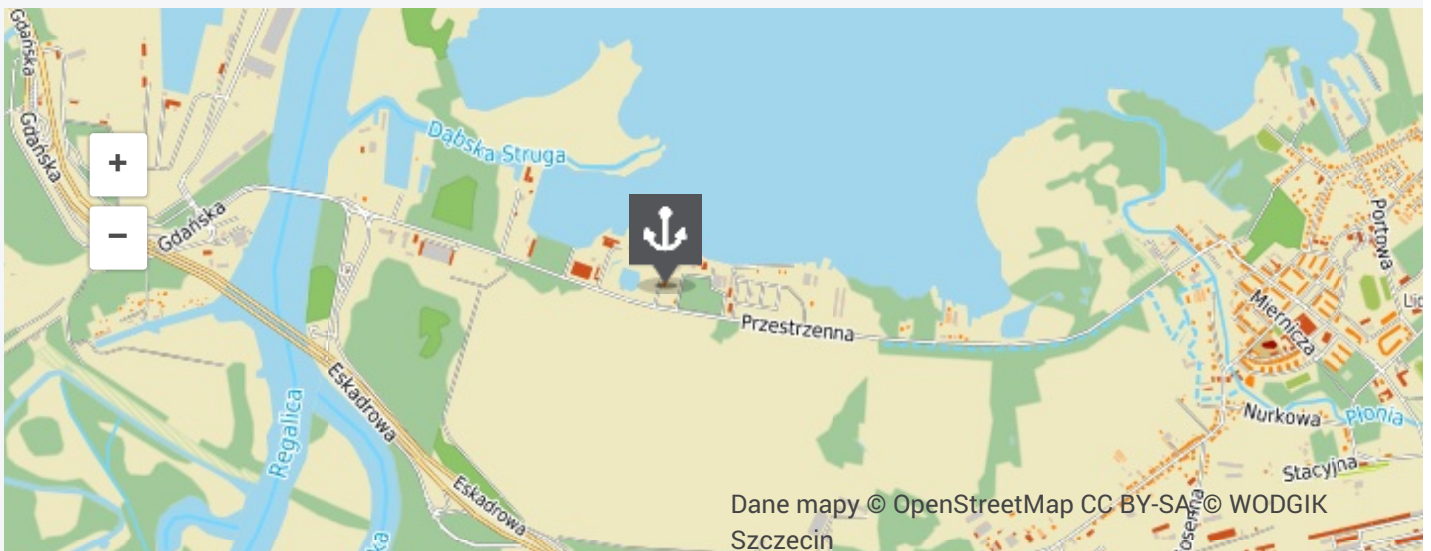 Gdańska
Gdańska
+
−
Gdańska
Dąbska Struga
Przestrzenna
Portowa
Miernicza
Eskadrowa
Regalica
Nurkowa
Płonia
Stacyjna
Eskadrowa
Dane mapy © OpenStreetMap CC BY-SA, © WODGIK
Szczecin